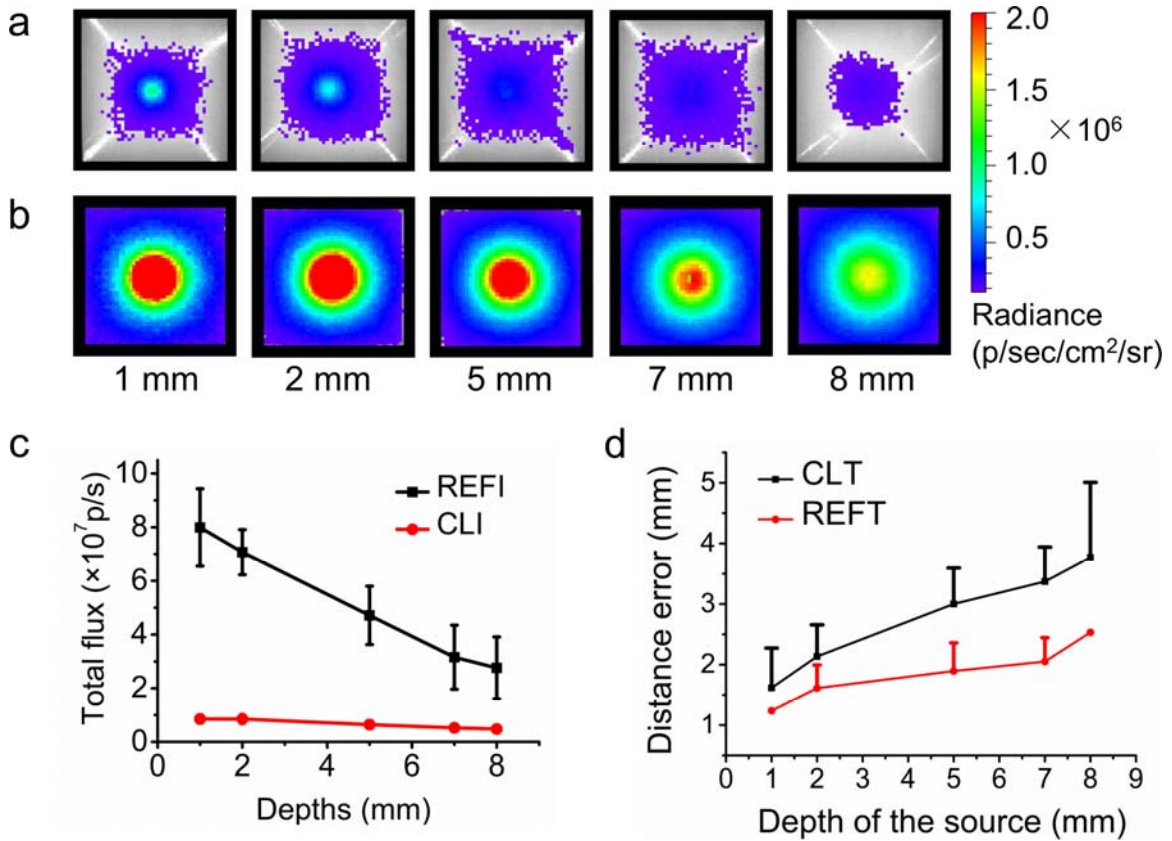 a
2.0
1.5
× 10⁶
1.0
0.5
Radiance
(p/sec/cm²/sr)
b
1 mm
2 mm
5 mm
7 mm
8 mm
c
10
8
6
4
2
0
Total flux (×10⁷p/s)
REFI
CLI
0
2
4
6
8
Depths (mm)
d
5
4
3
2
1
Distance error (mm)
CLT
REFT
0
1
2
3
4
5
6
7
8
9
Depth of the source (mm)